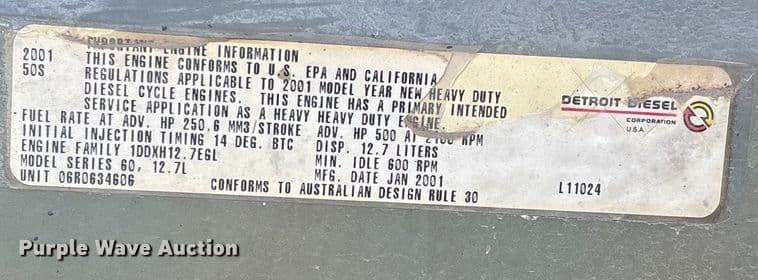 IMPORTANT ENGINE INFORMATION
2001 THIS ENGINE CONFORMS TO U.S. EPA AND CALIFORNIA
50S REGULATIONS APPLICABLE TO 2001 MODEL YEAR NEW HEAVY DUTY
DIESEL CYCLE ENGINES. THIS ENGINE HAS A PRIMARY INTENDED
SERVICE APPLICATION AS A HEAVY HEAVY DUTY ENGINE.
FUEL RATE AT ADV. HP 250.6 MM3/STROKE ADV. HP 500 AT 2100 RPM
INITIAL INJECTION TIMING 14 DEG. BTC DISP. 12.7 LITERS
ENGINE FAMILY 1DDXH12.7EGL MIN. IDLE 600 RPM
MODEL SERIES 60, 12.7L MFG. DATE JAN 2001
UNIT 06R0634606 CONFORMS TO AUSTRALIAN DESIGN RULE 30
DETROIT DIESEL
CORPORATION
U.S.A.
L11024
Purple Wave Auction